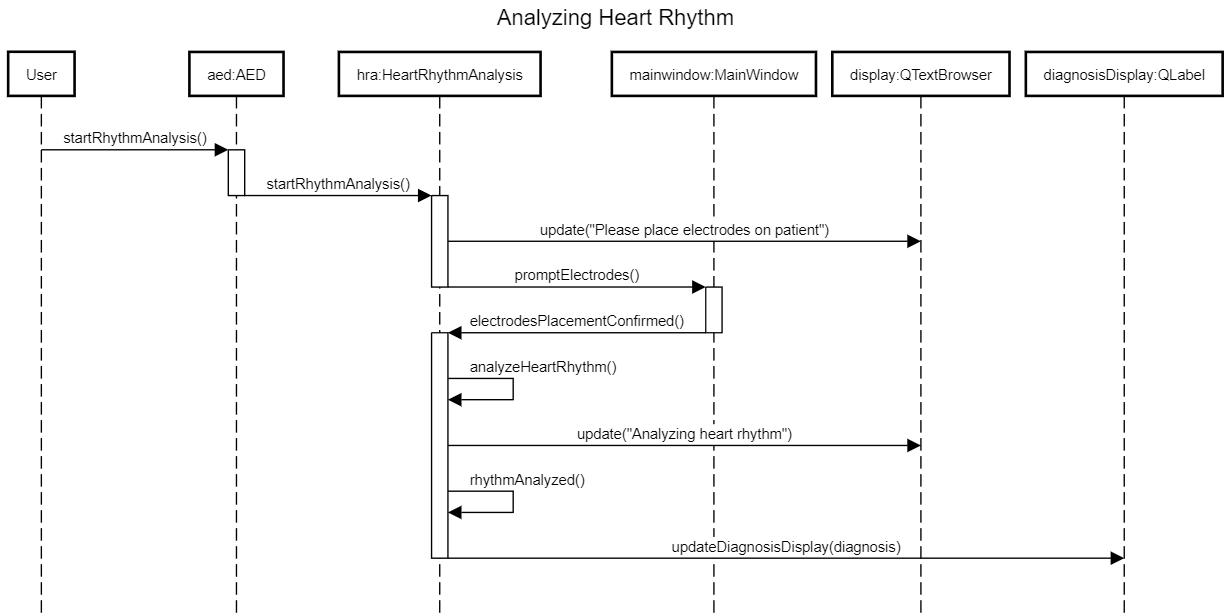 Analyzing Heart Rhythm
User
aed:AED
hra:HeartRhythmAnalysis
mainwindow:MainWindow
display:QTextBrowser
diagnosisDisplay:QLabel
startRhythmAnalysis()
startRhythmAnalysis()
update("Please place electrodes on patient")
promptElectrodes()
electrodesPlacementConfirmed()
analyzeHeartRhythm()
update("Analyzing heart rhythm")
rhythmAnalyzed()
updateDiagnosisDisplay(diagnosis)